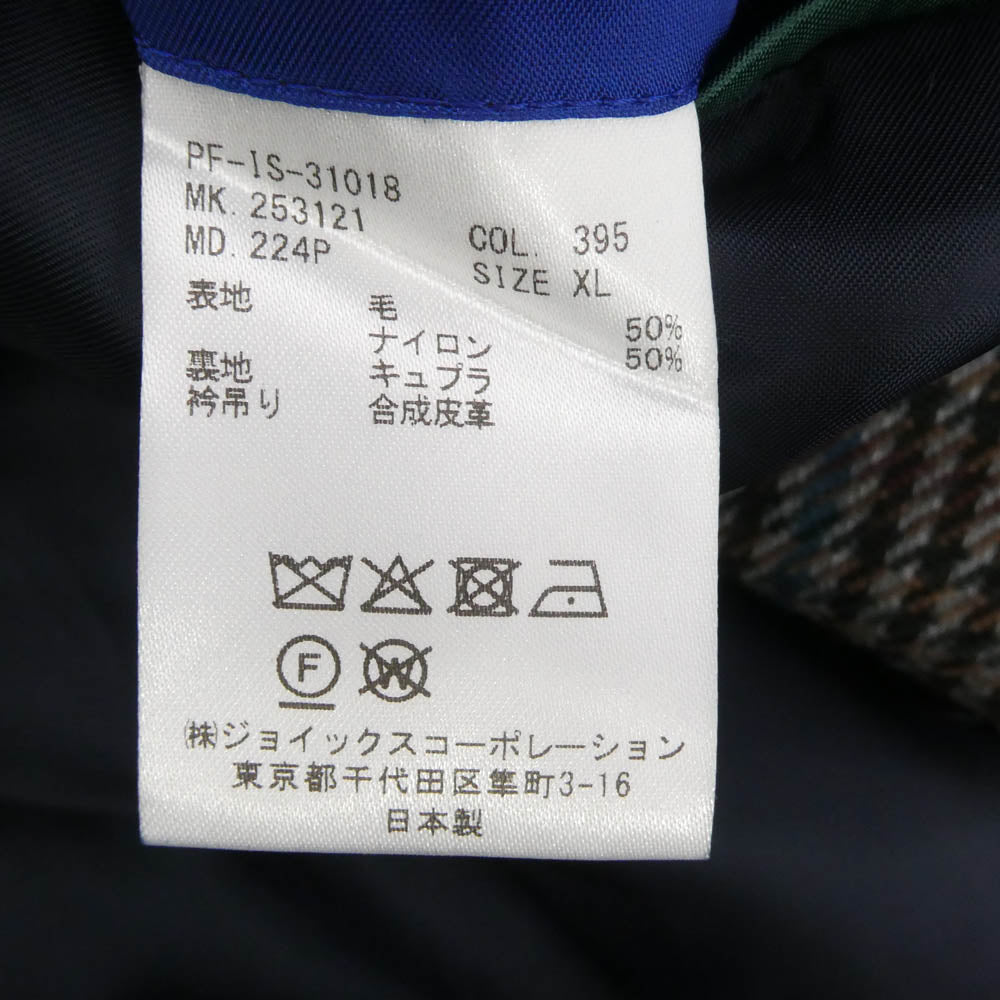 PF-IS-31018
MK. 253121
MD. 224P COL. 395
SIZE XL
表地 毛 50%
ナイロン 50%
裏地 キュプラ
衿吊り 合成皮革
F
W
㈱ジョイックスコーポレーション
東京都千代田区隼町3-16
日本製